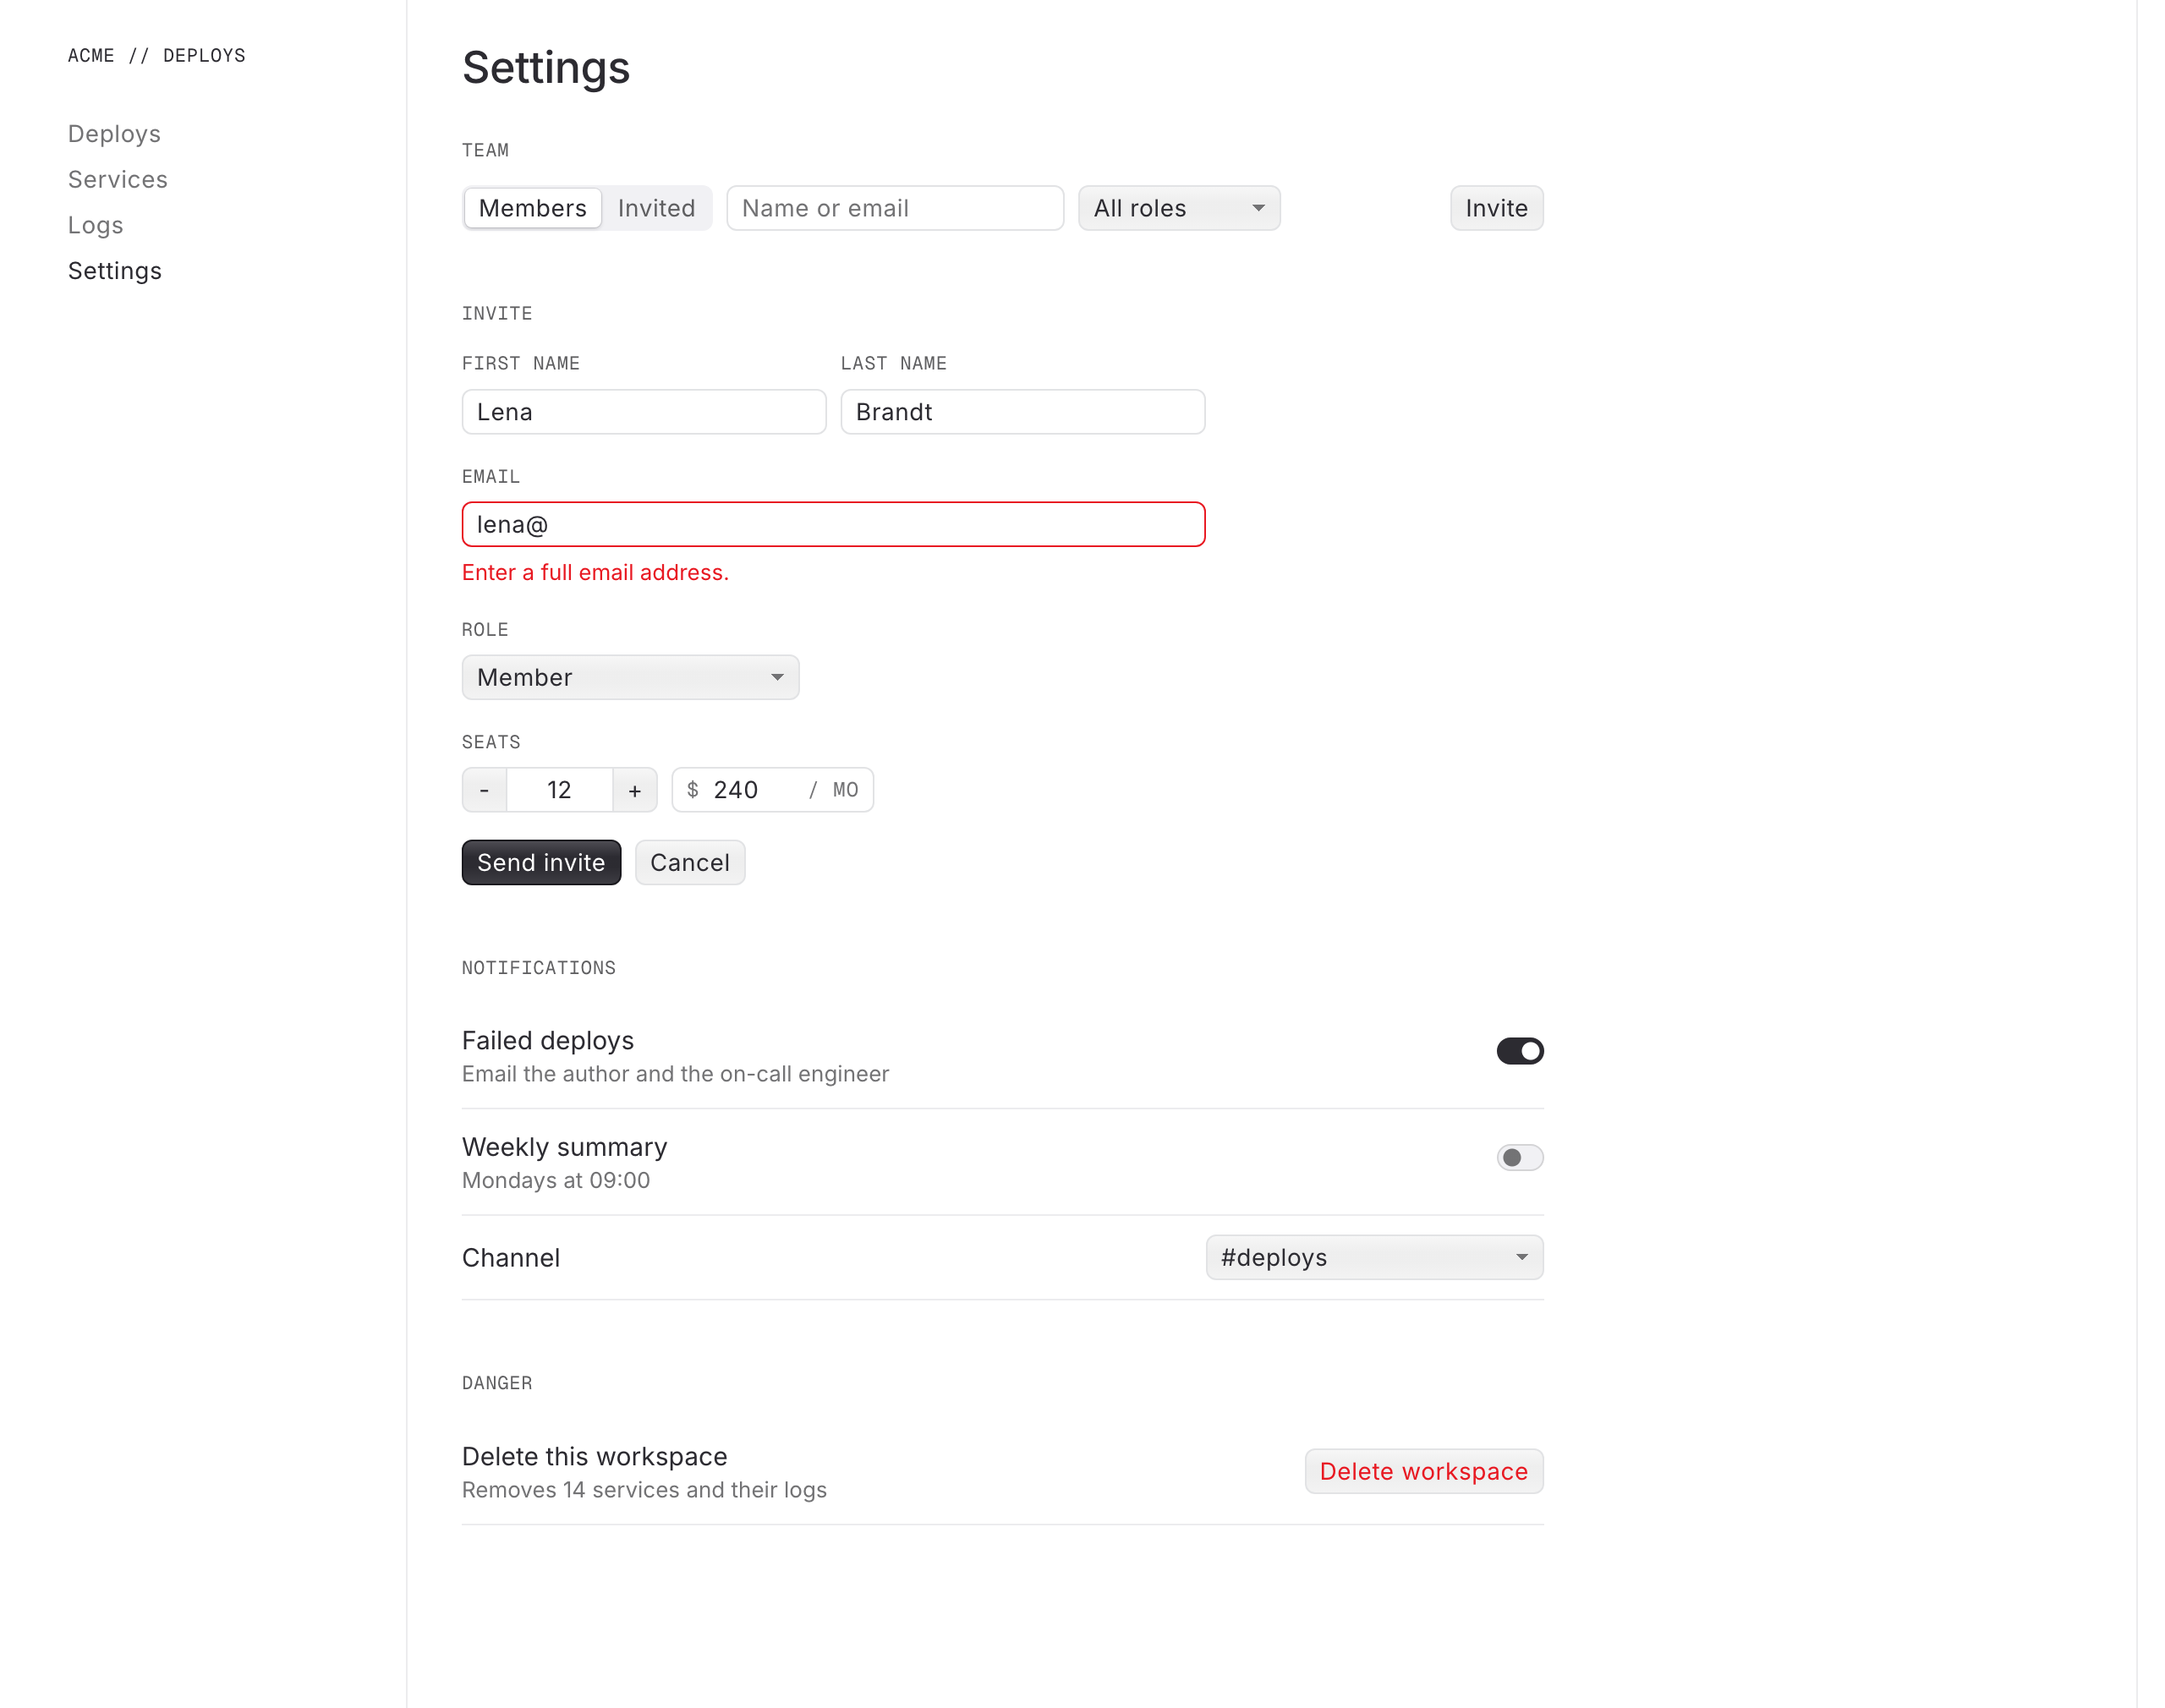 ACME // DEPLOYS
Deploys
Services
Logs
Settings
Settings
TEAM
Members Invited Name or email All roles Invite
INVITE
FIRST NAME LAST NAME
Lena Brandt
EMAIL
lena@
Enter a full email address.
ROLE
Member
SEATS
- 12 + $ 240 / MO
Send invite Cancel
NOTIFICATIONS
Failed deploys
Email the author and the on-call engineer
Weekly summary
Mondays at 09:00
Channel #deploys
DANGER
Delete this workspace
Removes 14 services and their logs
Delete workspace